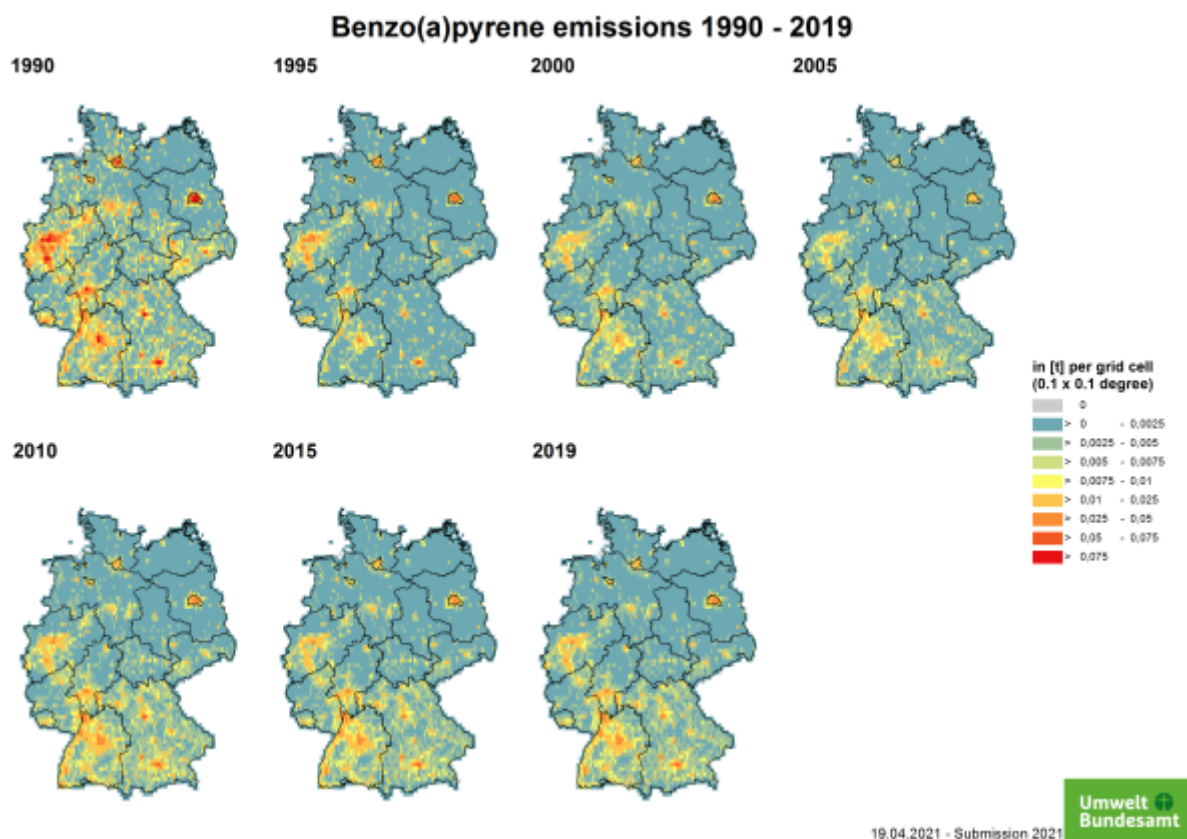 Benzo(a)pyrene emissions 1990 - 2019
1990
1995
2000
2005
in [t] per grid cell
(0.1 x 0.1 degree)
0
> 0 - 0,0025
> 0,0025 - 0,005
> 0,005 - 0,0075
> 0,0075 - 0,01
> 0,01 - 0,025
> 0,025 - 0,05
> 0,05 - 0,075
> 0,075
2010
2015
2019
Umwelt
Bundesamt
19.04.2021 - Submission 2021